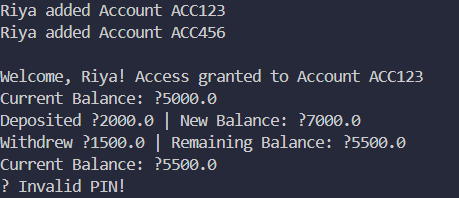 Riya added Account ACC123
Riya added Account ACC456
Welcome, Riya! Access granted to Account ACC123
Current Balance: ?5000.0
Deposited ?2000.0 | New Balance: ?7000.0
Withdrew ?1500.0 | Remaining Balance: ?5500.0
Current Balance: ?5500.0
? Invalid PIN!